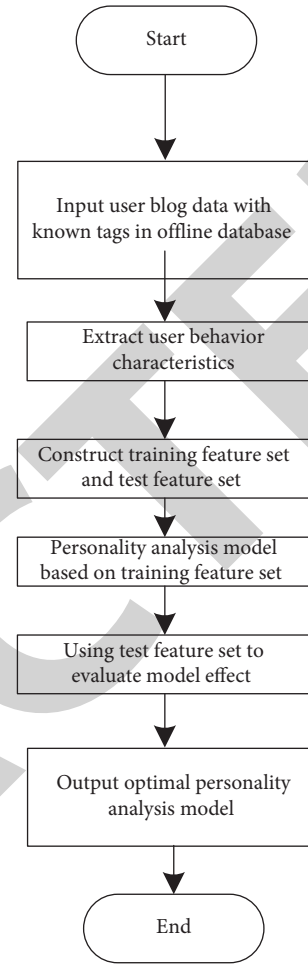 Start
Input user blog data with
known tags in offline database
Extract user behavior
characteristics
Construct training feature set
and test feature set
Personality analysis model
based on training feature set
Using test feature set to
evaluate model effect
Output optimal personality
analysis model
End